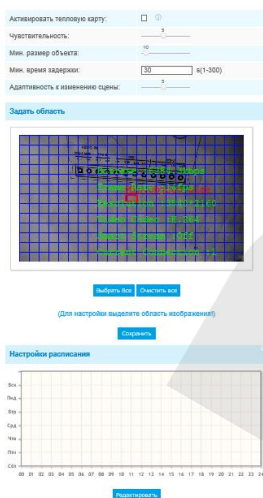 Активировать тепловую карту:
Чувствительность: 5
Мин. размер объекта: 10
Мин. время задержки: 30 в(1-300)
Адаптивность к изменению сцены: 5
Задать область
Выбрать Все Очистить все
(Для настройки выделите область изображения!)
Сохранить
Настройки расписания
Вск
Пнд
Втр
Срд
Чтв
Птн
Сбт
00 01 02 03 04 05 06 07 08 09 10 11 12 13 14 15 16 17 18 19 20 21 22 23 24
Редактировать